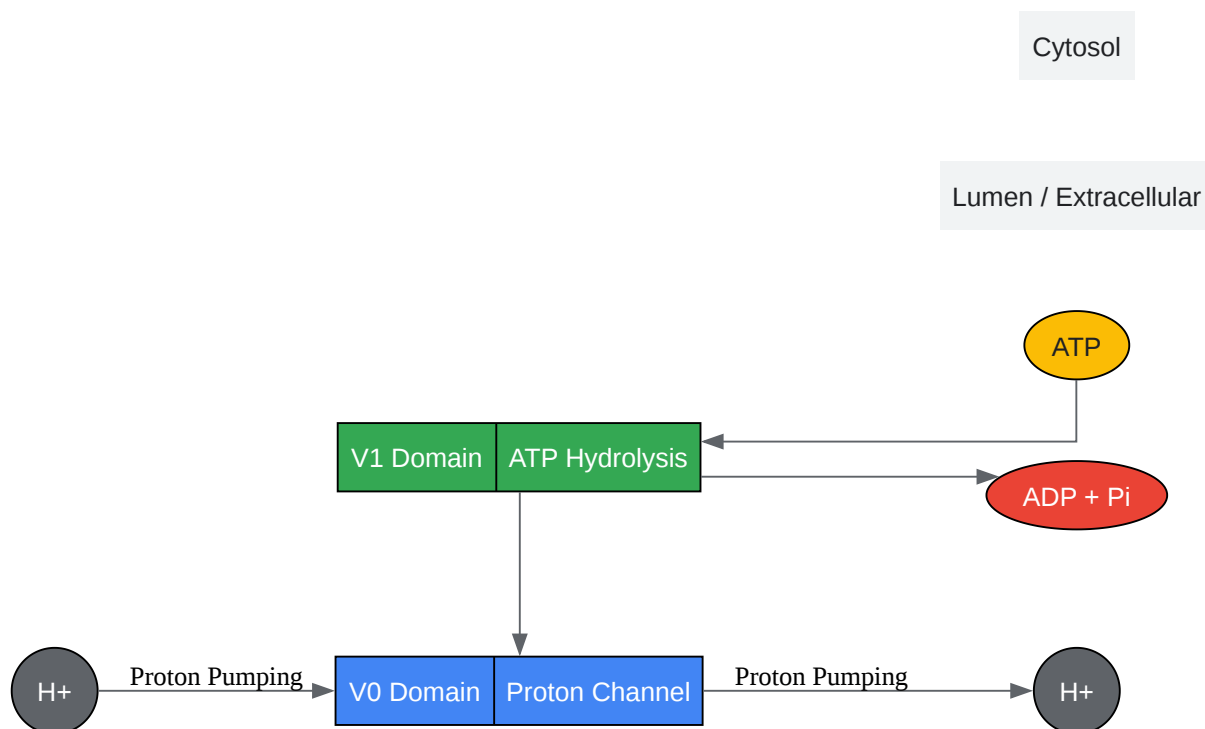 Cytosol
Lumen / Extracellular
ATP
V1 Domain ATP Hydrolysis
ADP + Pi
H+ Proton Pumping V0 Domain Proton Channel Proton Pumping H+